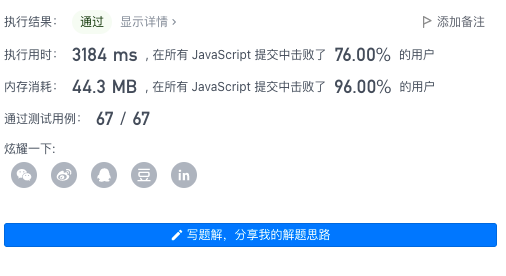 执行结果： 通过 显示详情 › 添加备注
执行用时： 3184 ms , 在所有 JavaScript 提交中击败了 76.00% 的用户
内存消耗： 44.3 MB , 在所有 JavaScript 提交中击败了 96.00% 的用户
通过测试用例： 67 / 67
炫耀一下:
豆 in
写题解，分享我的解题思路